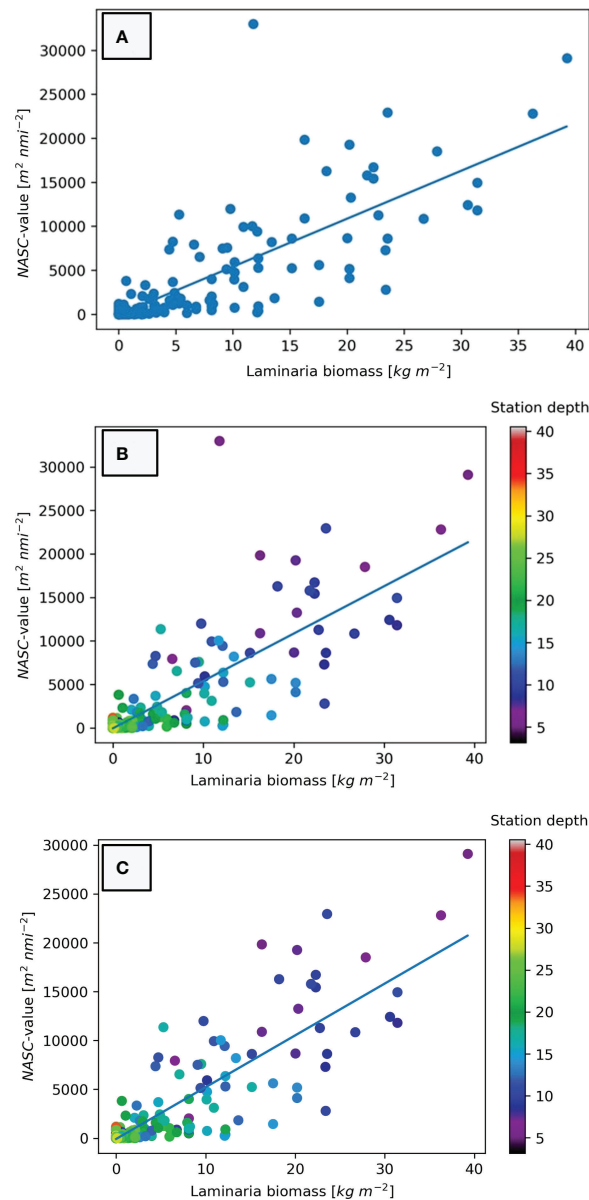 A
30000
25000
20000
15000
10000
5000
0
NASC-value [m² nmi⁻²]
0 5 10 15 20 25 30 35 40
Laminaria biomass [kg m⁻²]
Station depth
B
30000
25000
20000
15000
10000
5000
0
NASC-value [m² nmi⁻²]
0 10 20 30 40
Laminaria biomass [kg m⁻²]
40
35
30
25
20
15
10
5
Station depth
C
30000
25000
20000
15000
10000
5000
0
NASC-value [m² nmi⁻²]
0 10 20 30 40
Laminaria biomass [kg m⁻²]
40
35
30
25
20
15
10
5